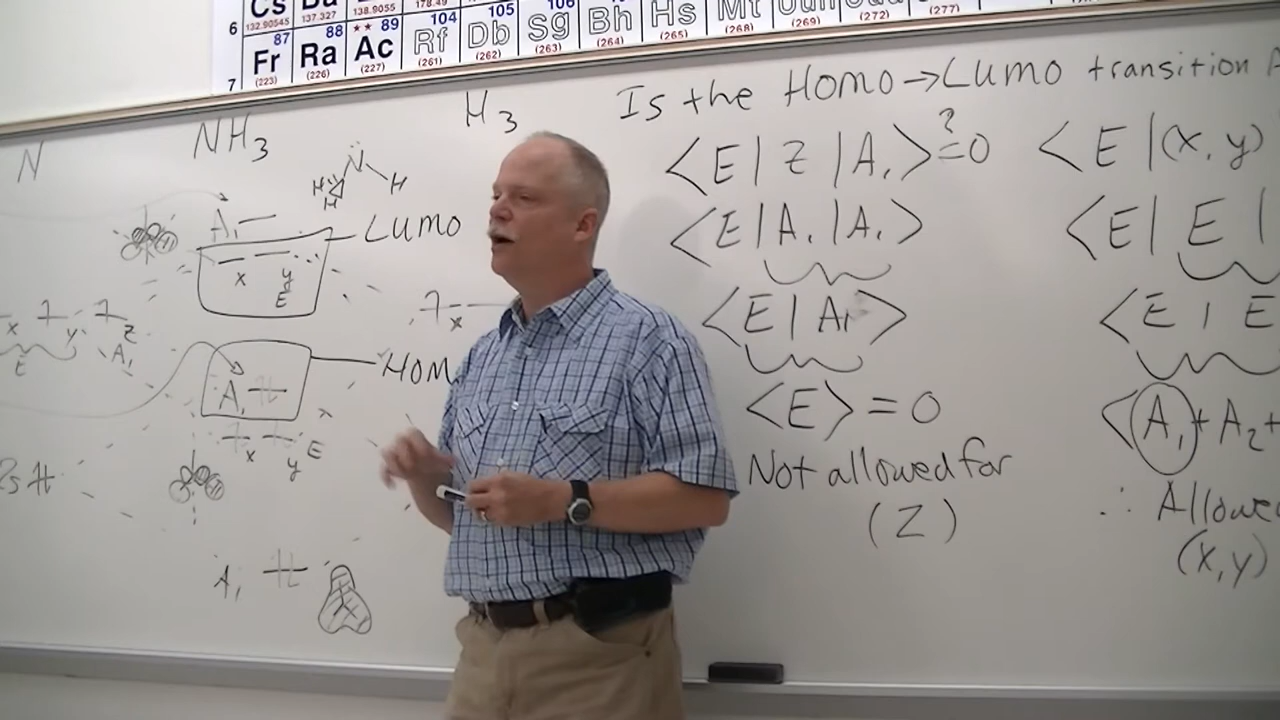 6 Cs Ba
132.90545 137.327 138.9055 178.49
87 88 ★★ 89 104 105 106
Fr Ra Ac Rf Db Sg Bh Hs Mt
7 (223) (226) (227) (261) (262) (263) (264) (265) (268) (269) (272) (277)
N
NH3
H3
N
H H
H
A1
Lumo
x y
E
x y z
E A1
x
A1
Hom
x y E
2s
A1
Is the Homo → Lumo transition A
<E| Z |A1> ?= 0
<E|A1|A1>
<E|A1>
<E> = 0
Not allowed for
(Z)
<E|(x,y)
<E| E |
<E | E
<A1 + A2 +
∴ Allowe
(x,y)